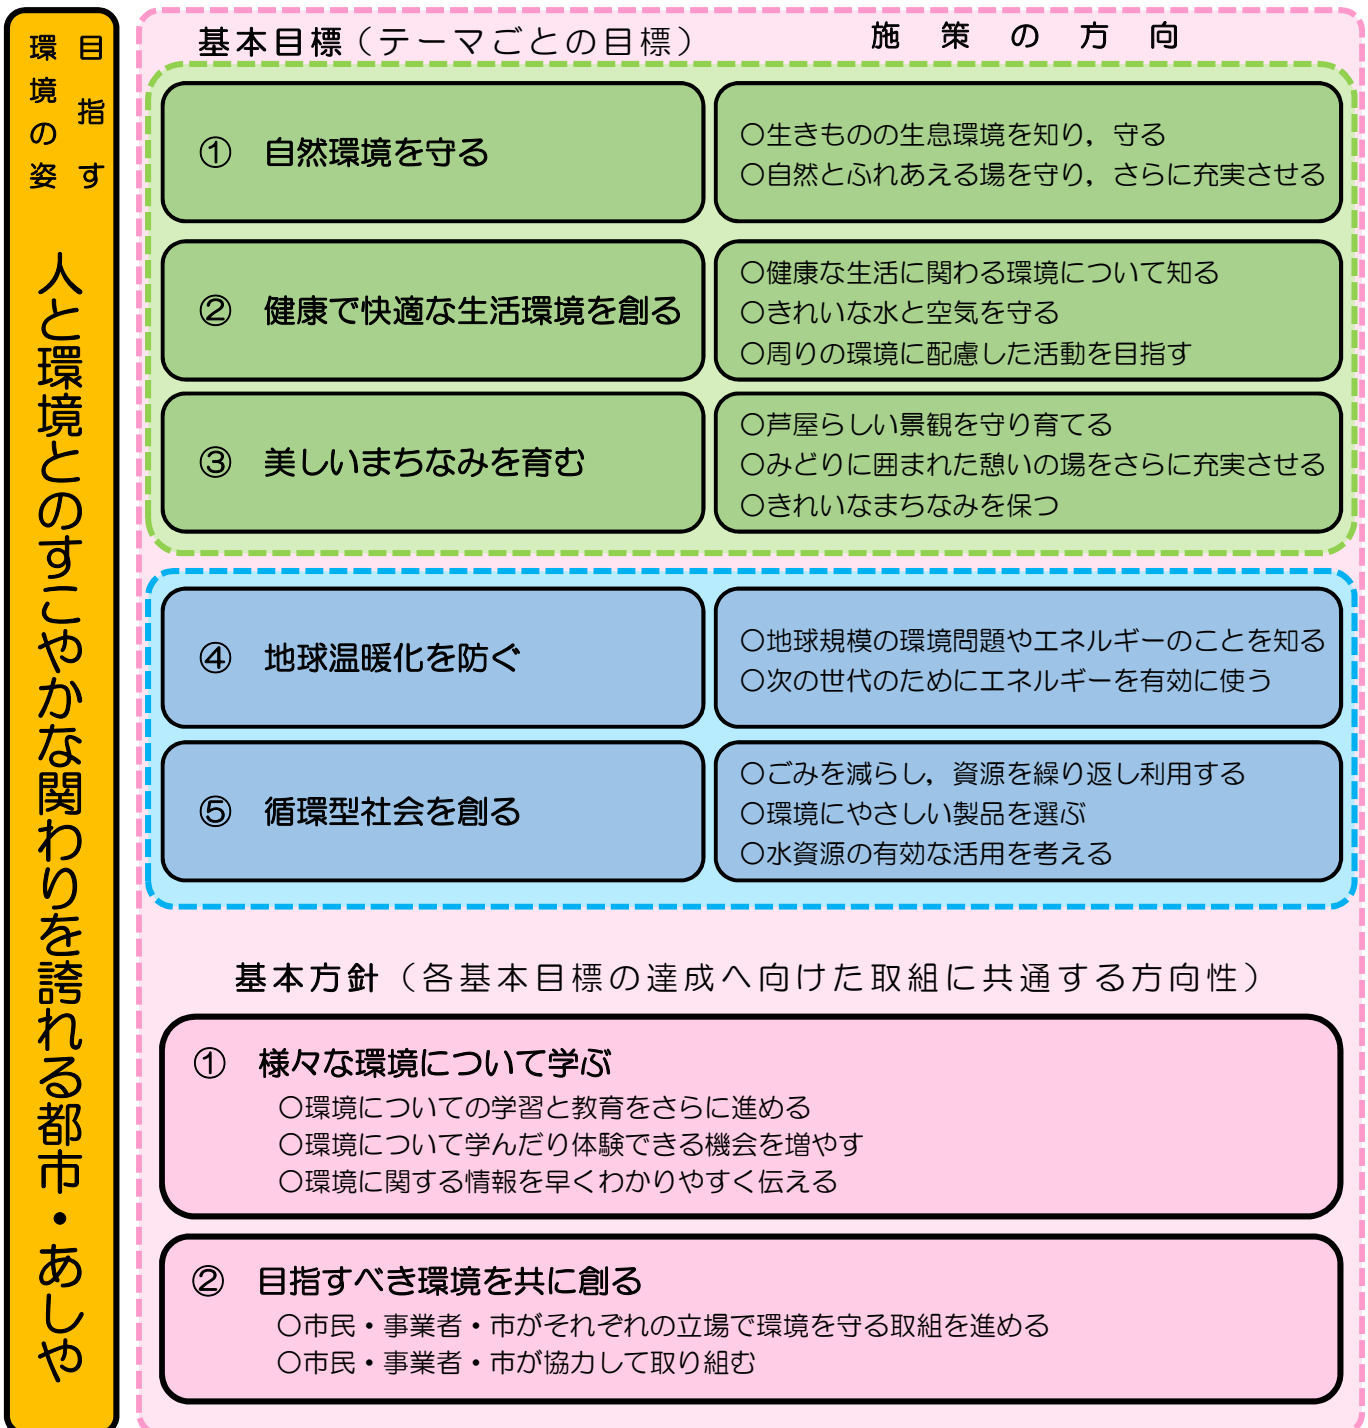 目指す
環境の姿
人と環境とのすこやかな関わりを誇れる都市・あしや
基本目標（テーマごとの目標）
施策の方向
① 自然環境を守る
〇生きものの生息環境を知り，守る
〇自然とふれあえる場を守り，さらに充実させる
② 健康で快適な生活環境を創る
〇健康な生活に関わる環境について知る
〇きれいな水と空気を守る
〇周りの環境に配慮した活動を目指す
③ 美しいまちなみを育む
〇芦屋らしい景観を守り育てる
〇みどりに囲まれた憩いの場をさらに充実させる
〇きれいなまちなみを保つ
④ 地球温暖化を防ぐ
〇地球規模の環境問題やエネルギーのことを知る
〇次の世代のためにエネルギーを有効に使う
⑤ 循環型社会を創る
〇ごみを減らし，資源を繰り返し利用する
〇環境にやさしい製品を選ぶ
〇水資源の有効な活用を考える
基本方針（各基本目標の達成へ向けた取組に共通する方向性）
① 様々な環境について学ぶ
〇環境についての学習と教育をさらに進める
〇環境について学んだり体験できる機会を増やす
〇環境に関する情報を早くわかりやすく伝える
② 目指すべき環境を共に創る
〇市民・事業者・市がそれぞれの立場で環境を守る取組を進める
〇市民・事業者・市が協力して取り組む